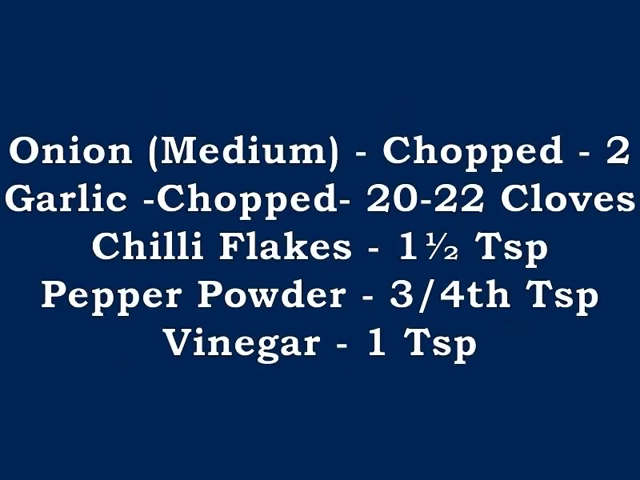 Onion (Medium) - Chopped - 2
Garlic -Chopped- 20-22 Cloves
Chilli Flakes - 1½ Tsp
Pepper Powder - 3/4th Tsp
Vinegar - 1 Tsp